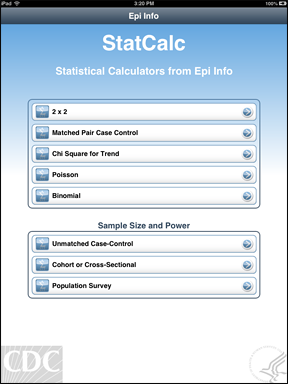 iPad 3:20 PM 100%
Epi Info
StatCalc
Statistical Calculators from Epi Info
2 x 2
Matched Pair Case Control
Chi Square for Trend
Poisson
Binomial
Sample Size and Power
Unmatched Case-Control
Cohort or Cross-Sectional
Population Survey
CDC